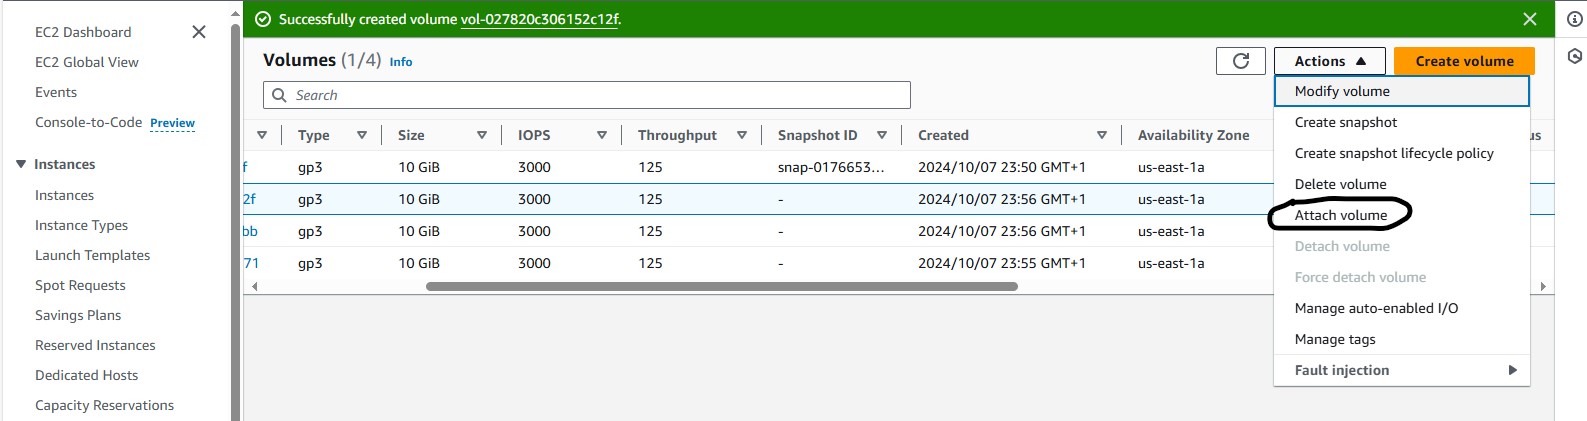 Successfully created volume vol-027820c306152c12f.
EC2 Dashboard
EC2 Global View
Events
Console-to-Code Preview
Instances
Instances
Instance Types
Launch Templates
Spot Requests
Savings Plans
Reserved Instances
Dedicated Hosts
Capacity Reservations
Volumes (1/4) Info
Actions
Create volume
Search
Type Size IOPS Throughput Snapshot ID Created Availability Zone us
f gp3 10 GiB 3000 125 snap-0176653... 2024/10/07 23:50 GMT+1 us-east-1a
2f gp3 10 GiB 3000 125 - 2024/10/07 23:56 GMT+1 us-east-1a
bb gp3 10 GiB 3000 125 - 2024/10/07 23:56 GMT+1 us-east-1a
71 gp3 10 GiB 3000 125 - 2024/10/07 23:55 GMT+1 us-east-1a
Modify volume
Create snapshot
Create snapshot lifecycle policy
Delete volume
Attach volume
Detach volume
Force detach volume
Manage auto-enabled I/O
Manage tags
Fault injection